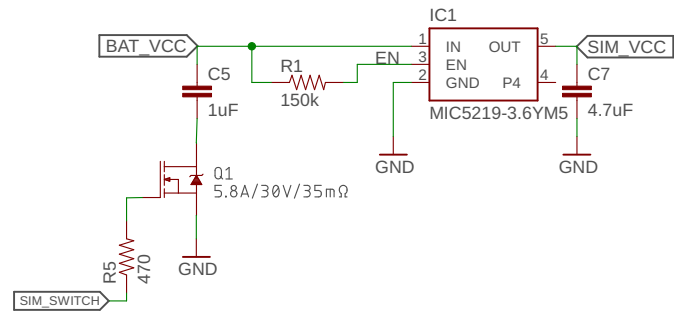 IC1
BAT_VCC
1
IN
OUT
5
SIM_VCC
R1
EN
3
EN
C5
2
GND
P4
4
C7
150k
1uF
MIC5219-3.6YM5
4.7uF
GND
GND
Q1
5.8A/30V/35mΩ
R5
470
GND
SIM_SWITCH